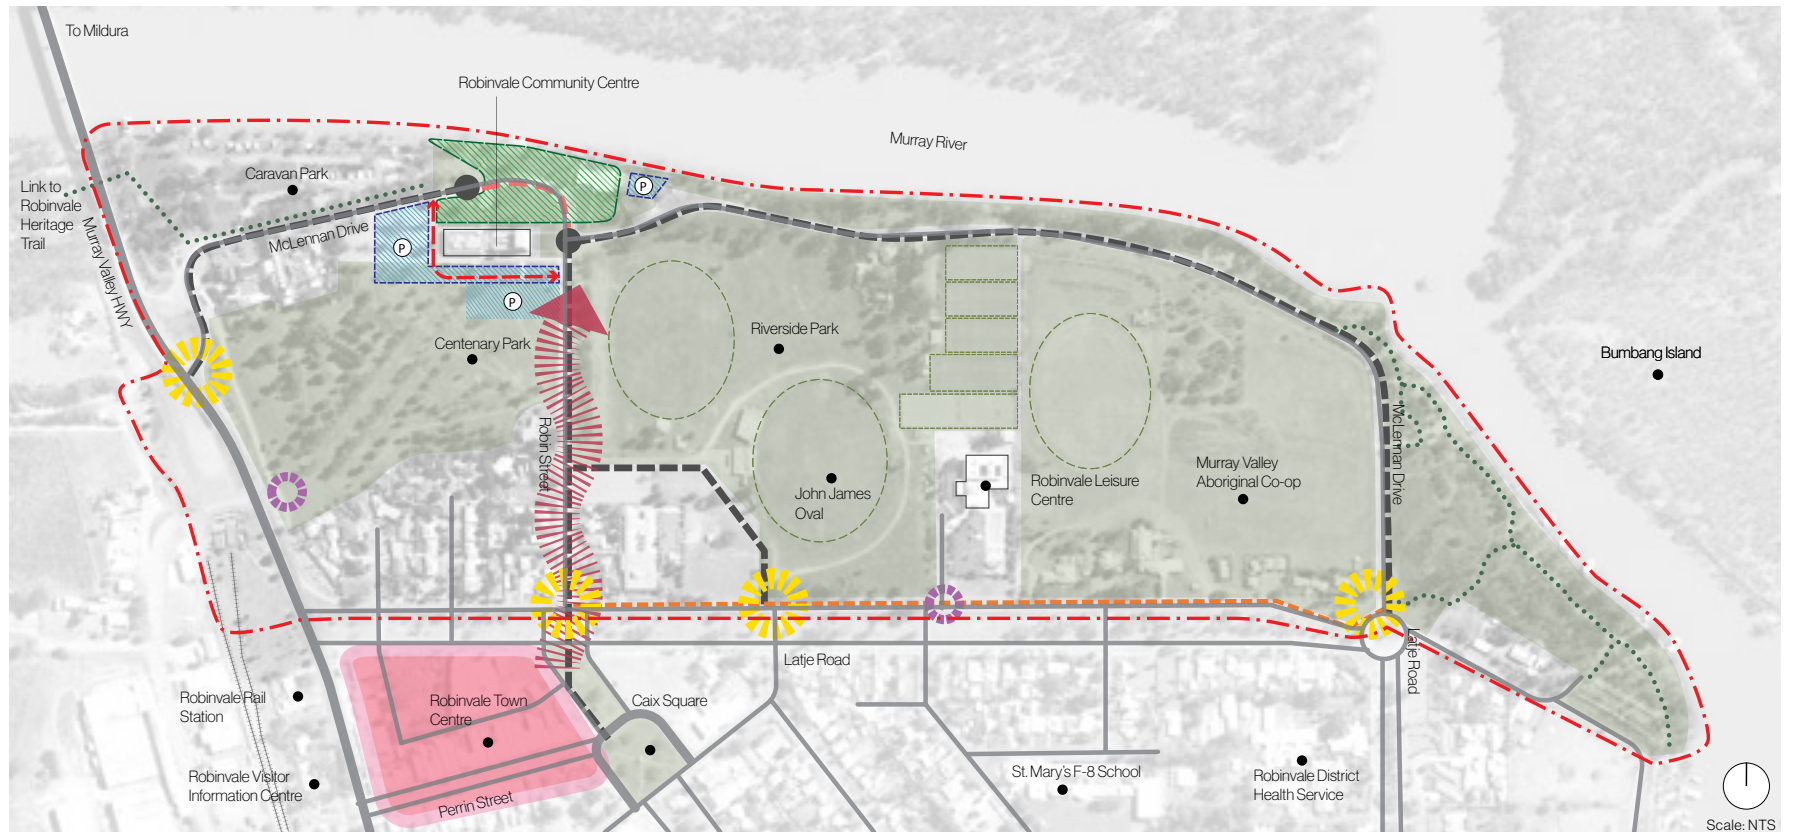 To Mildura
Robinvale Community Centre
Murray River
Caravan Park
Link to
Robinvale
Heritage
Trail
Murray Valley HWY
McLennan Drive
P
P
P
Centenary Park
Riverside Park
Bumbang Island
Robin Street
McLennan Drive
John James
Oval
Robinvale Leisure
Centre
Murray Valley
Aboriginal Co-op
Latje Road
Latje Road
Robinvale Rail
Station
Robinvale Town
Centre
Caix Square
Robinvale Visitor
Information Centre
Perrin Street
St. Mary's F-8 School
Robinvale District
Health Service
Scale: NTS